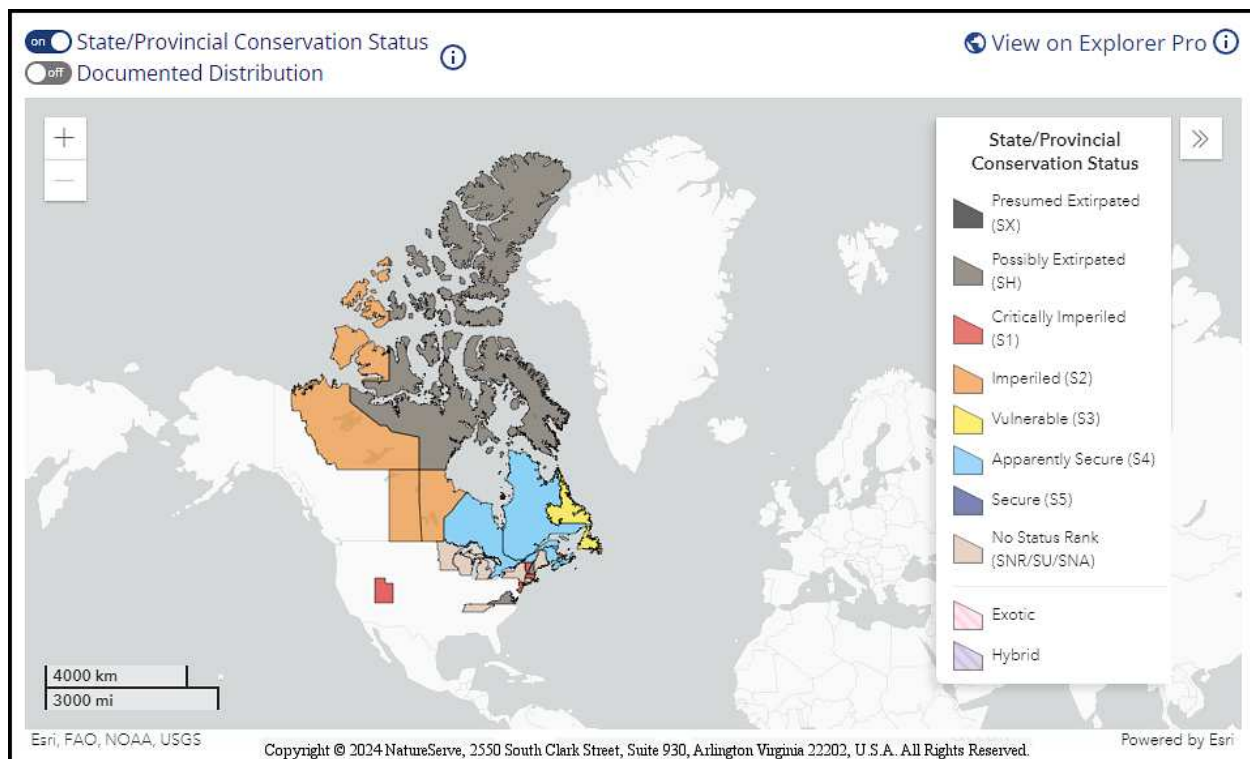 on State/Provincial Conservation Status
View on Explorer Pro
off Documented Distribution
+
−
State/Provincial
Conservation Status
Presumed Extirpated
(SX)
Possibly Extirpated
(SH)
Critically Imperiled
(S1)
Imperiled (S2)
Vulnerable (S3)
Apparently Secure (S4)
Secure (S5)
No Status Rank
(SNR/SU/SNA)
Exotic
Hybrid
4000 km
3000 mi
Esri, FAO, NOAA, USGS
Powered by Esri
Copyright © 2024 NatureServe, 2550 South Clark Street, Suite 930, Arlington Virginia 22202, U.S.A. All Rights Reserved.